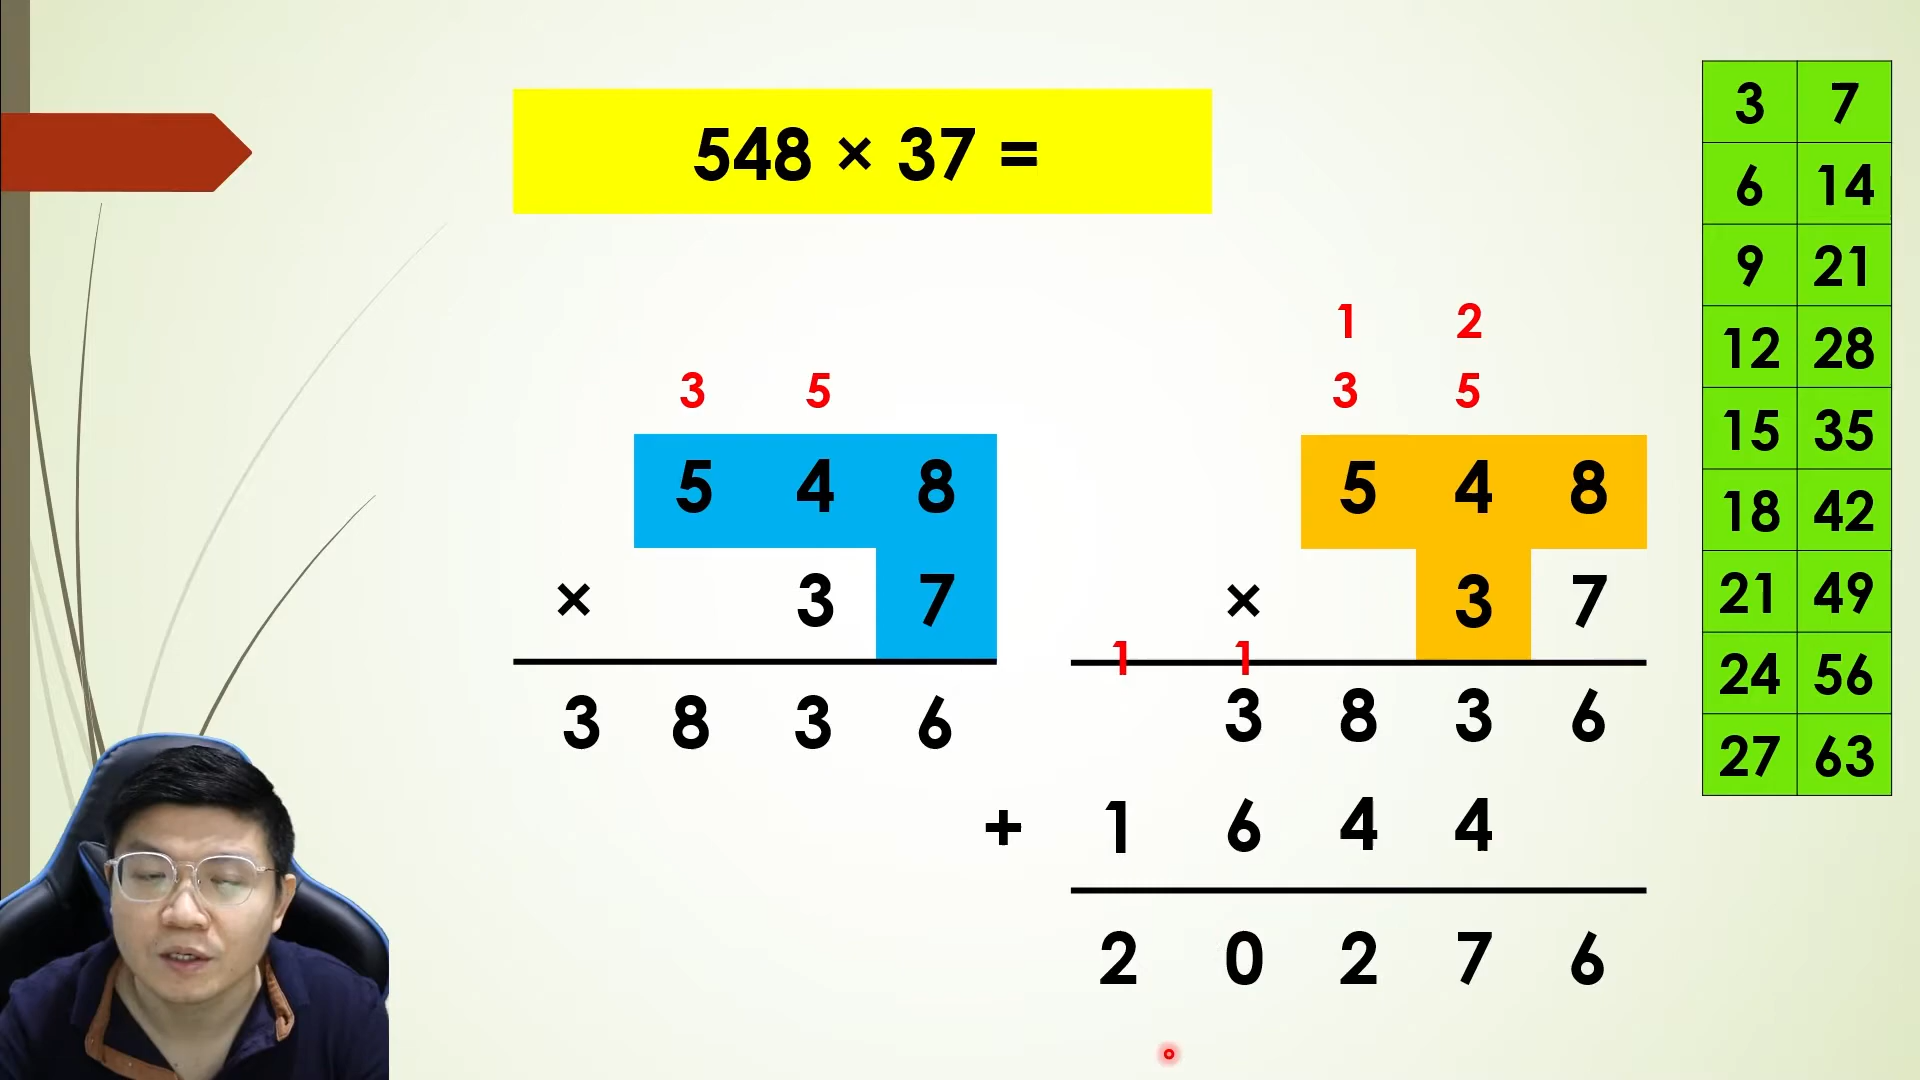 548 × 37 =
3 5
5 4 8
× 3 7
3 8 3 6
1 2
3 5
5 4 8
× 3 7
1 1
3 8 3 6
+ 1 6 4 4
2 0 2 7 6
3 7
6 14
9 21
12 28
15 35
18 42
21 49
24 56
27 63